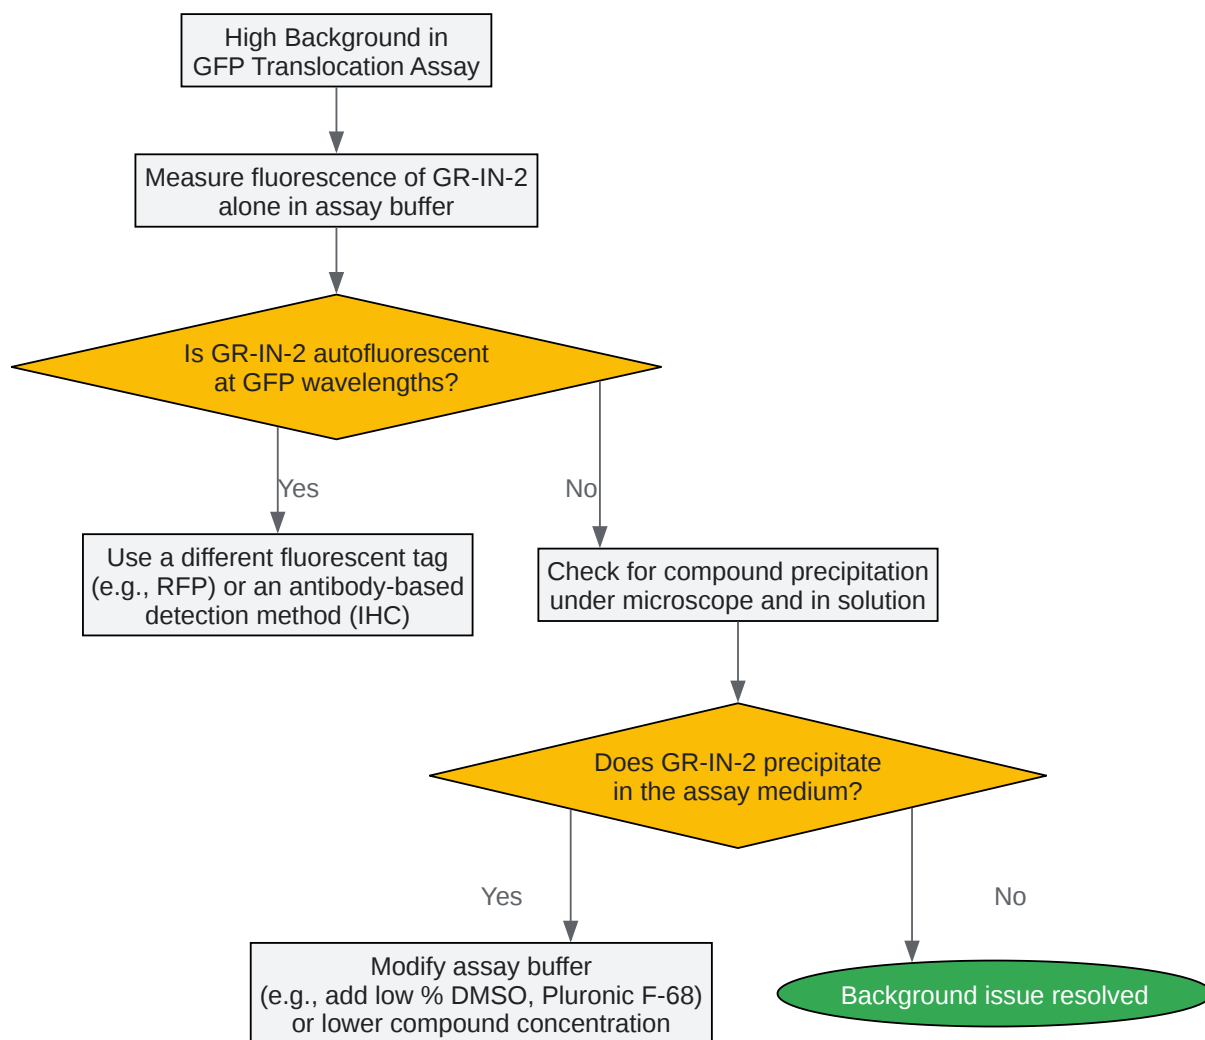 High Background in
GFP Translocation Assay
Measure fluorescence of GR-IN-2
alone in assay buffer
Is GR-IN-2 autofluorescent
at GFP wavelengths?
Yes
No
Use a different fluorescent tag
(e.g., RFP) or an antibody-based
detection method (IHC)
Check for compound precipitation
under microscope and in solution
Does GR-IN-2 precipitate
in the assay medium?
Yes
No
Modify assay buffer
(e.g., add low % DMSO, Pluronic F-68)
or lower compound concentration
Background issue resolved